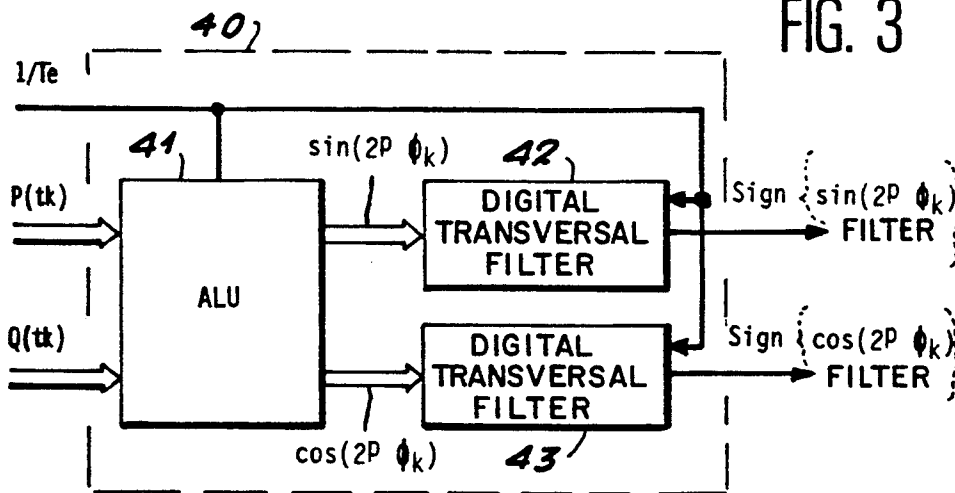 FIG. 3
40
1/Te
41
sin(2p ϕk)
42
P(tk)
DIGITAL
TRANSVERSAL
FILTER
Sign {sin(2p ϕk)}
FILTER
ALU
Q(tk)
DIGITAL
TRANSVERSAL
FILTER
Sign {cos(2p ϕk)}
FILTER
cos(2p ϕk)
43